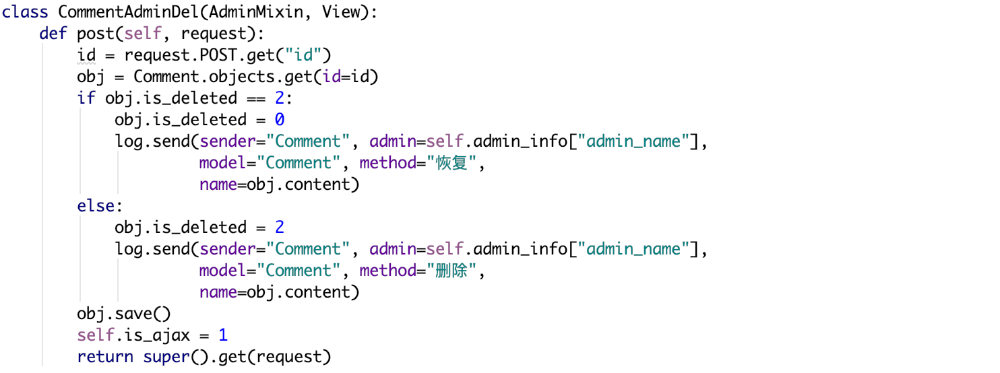 class CommentAdminDel(AdminMixin, View):
    def post(self, request):
        id = request.POST.get("id")
        obj = Comment.objects.get(id=id)
        if obj.is_deleted == 2:
            obj.is_deleted = 0
            log.send(sender="Comment", admin=self.admin_info["admin_name"],
                     model="Comment", method="恢复",
                     name=obj.content)
        else:
            obj.is_deleted = 2
            log.send(sender="Comment", admin=self.admin_info["admin_name"],
                     model="Comment", method="删除",
                     name=obj.content)
        obj.save()
        self.is_ajax = 1
        return super().get(request)